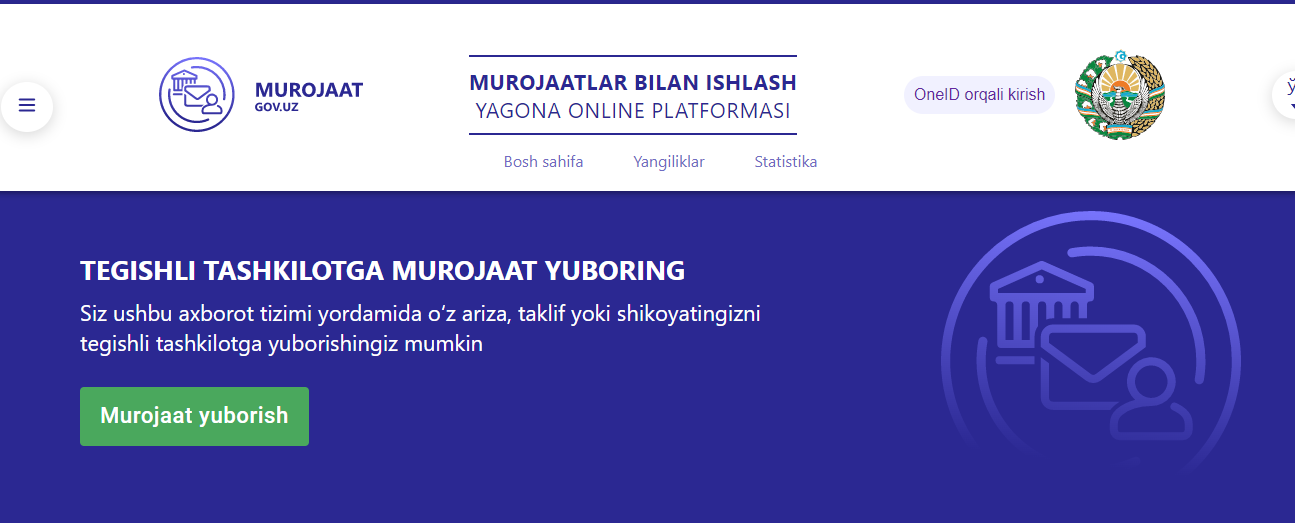 MUROJAAT
GOV.UZ
MUROJAATLAR BILAN ISHLASH
YAGONA ONLINE PLATFORMASI
OneID orqali kirish
Bosh sahifa
Yangiliklar
Statistika
TEGISHLI TASHKILOTGA MUROJAAT YUBORING
Siz ushbu axborot tizimi yordamida oʻz ariza, taklif yoki shikoyatingizni
tegishli tashkilotga yuborishingiz mumkin
Murojaat yuborish